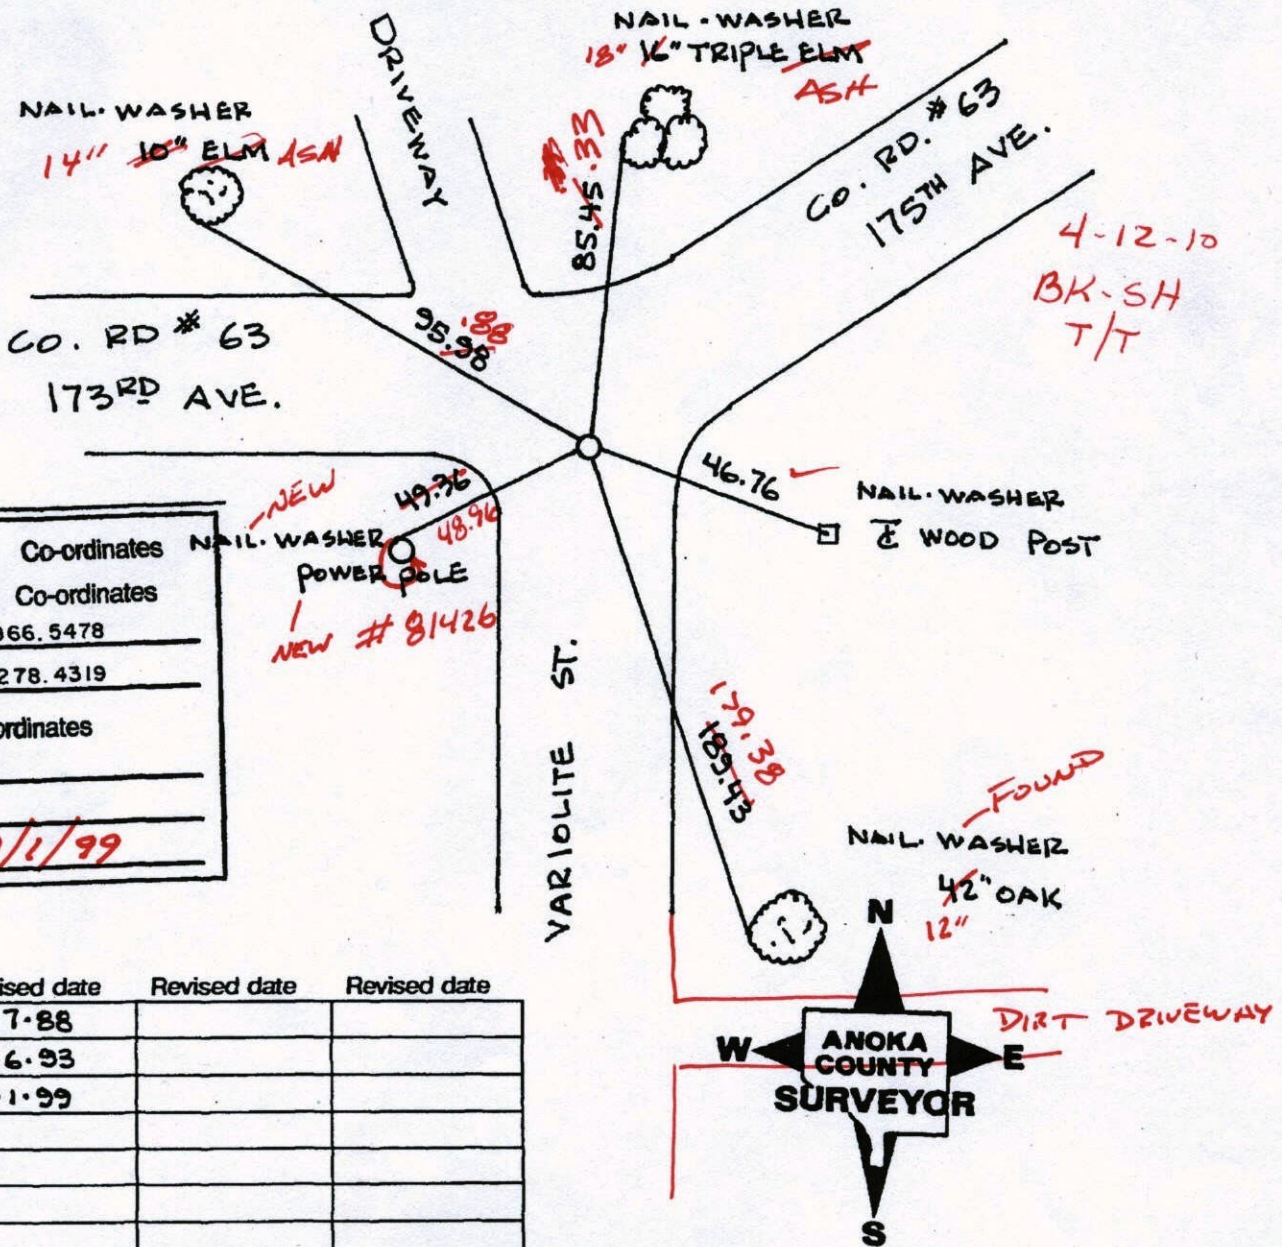 DRIVEWAY
NAIL-WASHER
18" 16" TRIPLE ELM
ASH
NAIL-WASHER
14" 10" ELM ASH
85.45 .33
CO. RD. # 63
175TH AVE.
4-12-10
BK-SH
T/T
95.98 .88
CO. RD # 63
173RD AVE.
46.76 ✓
NAIL-WASHER
℄ WOOD POST
NEW
49.36
48.96
NAIL-WASHER
POWER POLE
NEW # 81426
Co-ordinates
Co-ordinates
966.5478
278.4319
ordinates
/1/99
VARIOLITE ST.
179.38
189.43
FOUND
NAIL-WASHER
42" OAK
12"
ised date Revised date Revised date
7-88
6-93
1-99
N
W
E
S
ANOKA
COUNTY
SURVEYOR
DIRT DRIVEWAY